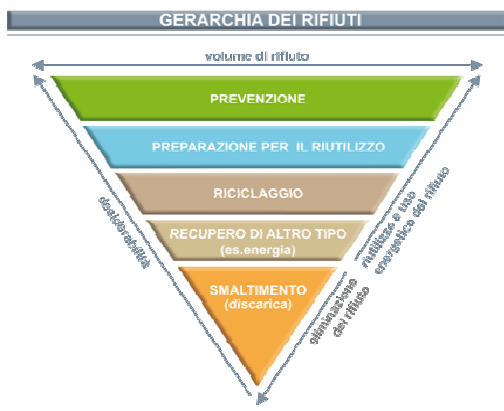 GERARCHIA DEI RIFIUTI
volume di rifiuto
PREVENZIONE
PREPARAZIONE PER IL RIUTILIZZO
RICICLAGGIO
RECUPERO DI ALTRO TIPO
(es.energia)
SMALTIMENTO
(discarica)
desiderabilità
riutilizzo e uso
energetico del rifiuto
eliminazione
del rifiuto